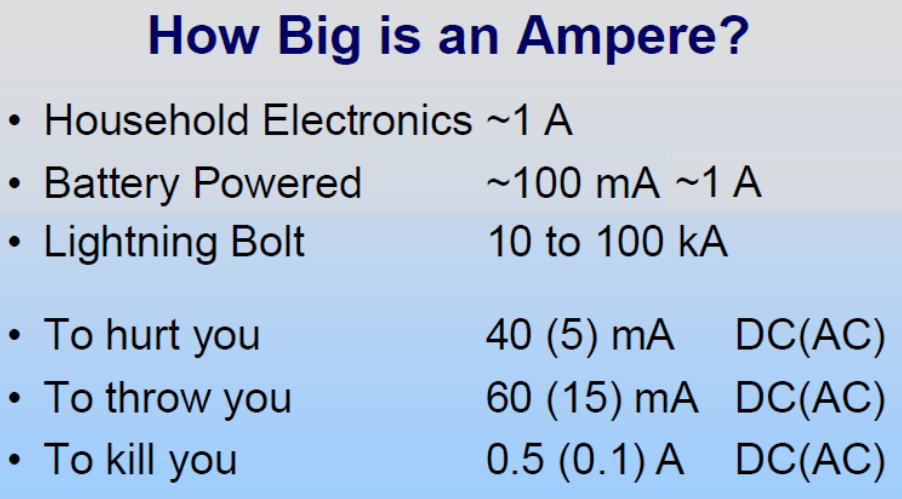 How Big is an Ampere?
• Household Electronics ~1 A
• Battery Powered ~100 mA ~1 A
• Lightning Bolt 10 to 100 kA
• To hurt you 40 (5) mA DC(AC)
• To throw you 60 (15) mA DC(AC)
• To kill you 0.5 (0.1) A DC(AC)